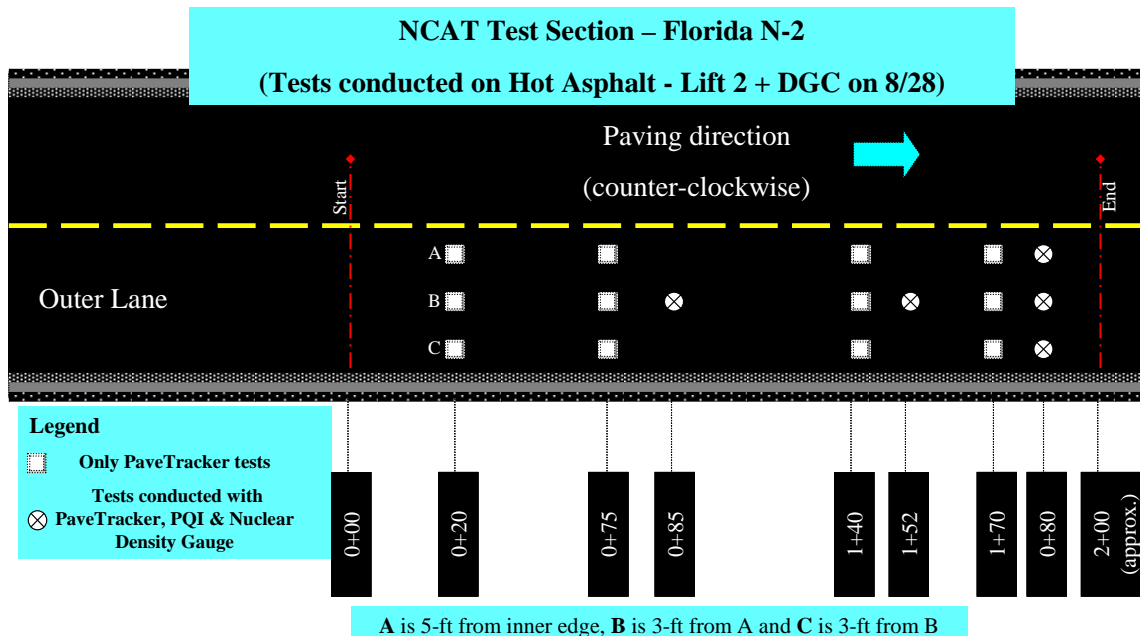 NCAT Test Section – Florida N-2
(Tests conducted on Hot Asphalt - Lift 2 + DGC on 8/28)
Paving direction
(counter-clockwise)
Start
End
A
B
C
Outer Lane
Legend
Only PaveTracker tests
Tests conducted with
PaveTracker, PQI & Nuclear
Density Gauge
0+00
0+20
0+75
0+85
1+40
1+52
1+70
0+80
2+00
(approx.)
A is 5-ft from inner edge, B is 3-ft from A and C is 3-ft from B